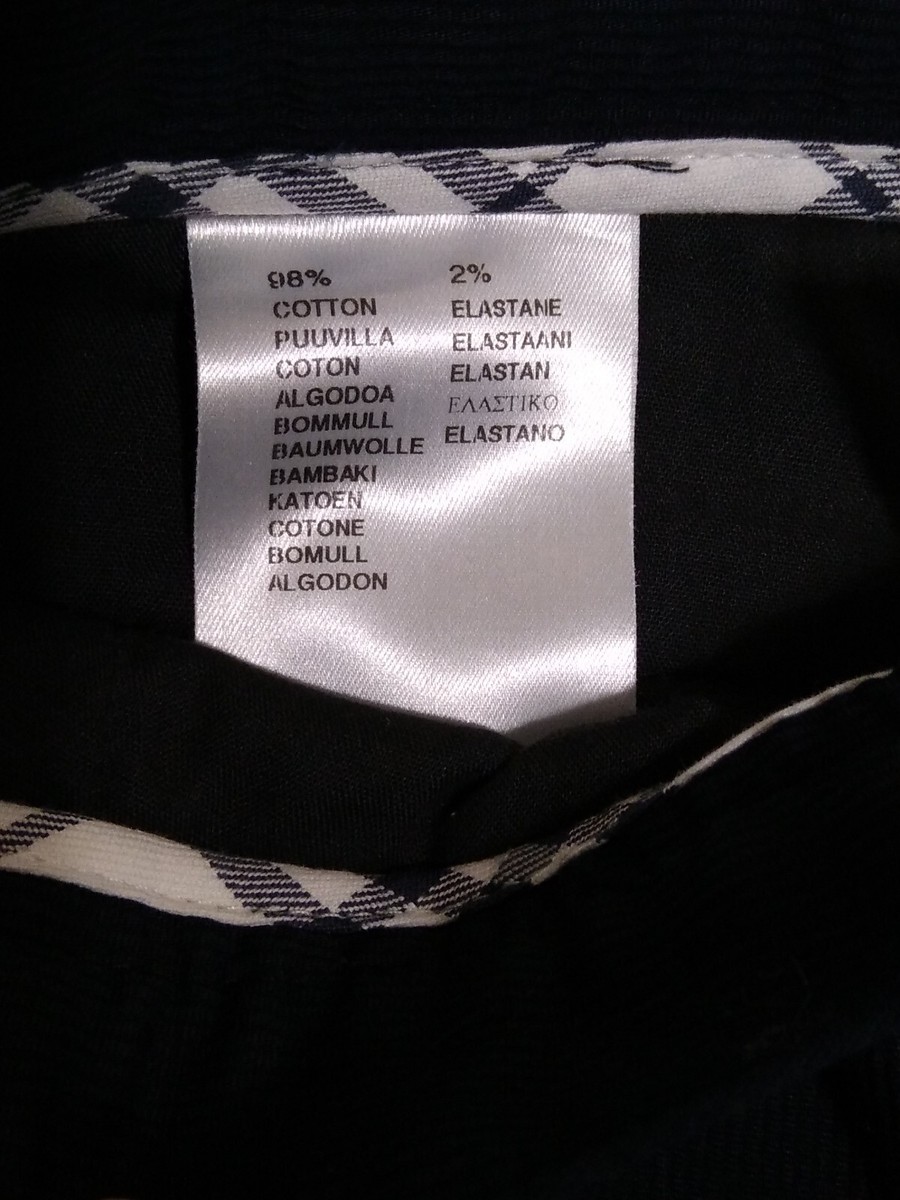 98%
COTTON
PUUVILLA
COTON
ALGODOA
BOMMULL
BAUMWOLLE
BAMBAKI
KATOEN
COTONE
BOMULL
ALGODON
2%
ELASTANE
ELASTAANI
ELASTAN
ΕΛΑΣΤΙΚΟ
ELASTANO